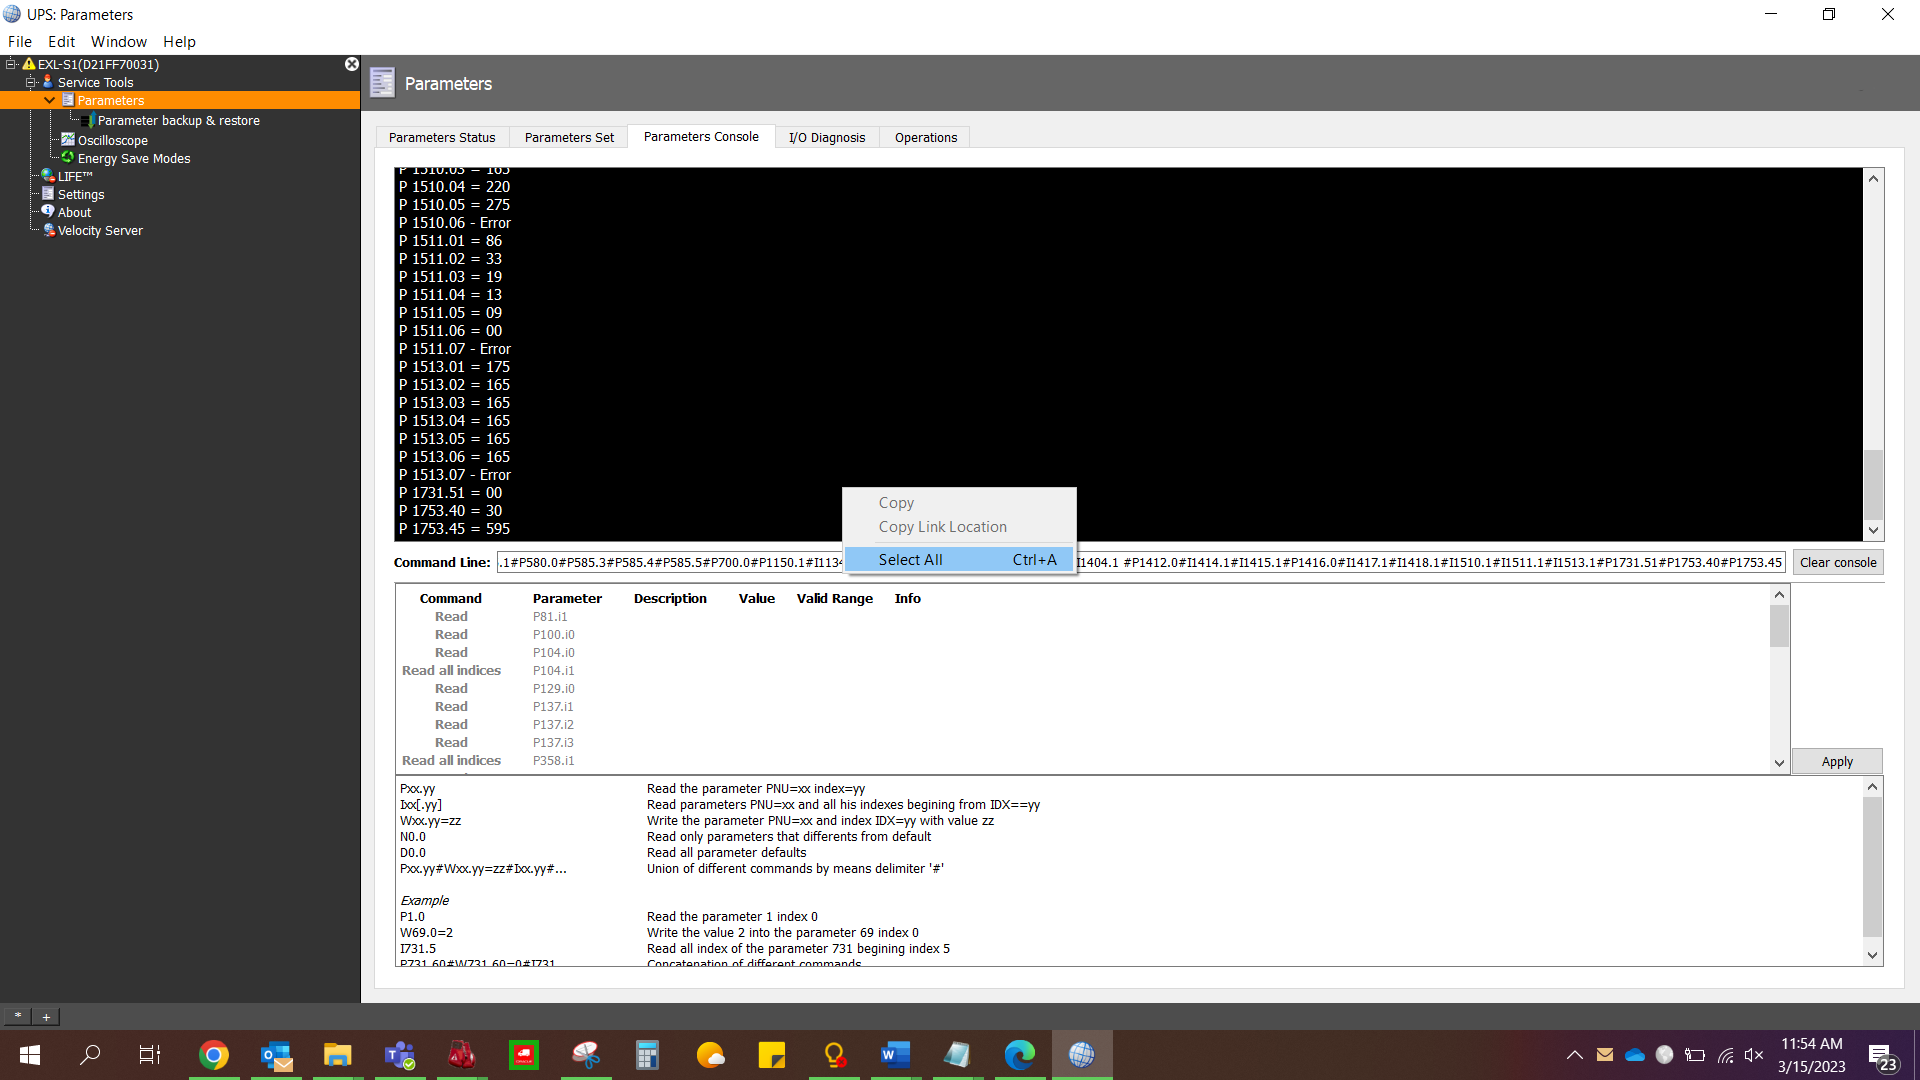 UPS: Parameters
File Edit Window Help
EXL-S1(D21FF70031)
Service Tools
Parameters
Parameter backup & restore
Oscilloscope
Energy Save Modes
LIFE™
Settings
About
Velocity Server
Parameters
Parameters Status Parameters Set Parameters Console I/O Diagnosis Operations
P 1510.03 = 165
P 1510.04 = 220
P 1510.05 = 275
P 1510.06 - Error
P 1511.01 = 86
P 1511.02 = 33
P 1511.03 = 19
P 1511.04 = 13
P 1511.05 = 09
P 1511.06 = 00
P 1511.07 - Error
P 1513.01 = 175
P 1513.02 = 165
P 1513.03 = 165
P 1513.04 = 165
P 1513.05 = 165
P 1513.06 = 165
P 1513.07 - Error
P 1731.51 = 00
P 1753.40 = 30
P 1753.45 = 595
Copy
Copy Link Location
Select All Ctrl+A
Command Line: .1#P580.0#P585.3#P585.4#P585.5#P700.0#P1150.1#I1134 I1404.1 #P1412.0#I1414.1#I1415.1#P1416.0#I1417.1#I1418.1#I1510.1#I1511.1#I1513.1#P1731.51#P1753.40#P1753.45 Clear console
Command Parameter Description Value Valid Range Info
Read P81.i1
Read P100.i0
Read P104.i0
Read all indices P104.i1
Read P129.i0
Read P137.i1
Read P137.i2
Read P137.i3
Read all indices P358.i1
Apply
Pxx.yy Read the parameter PNU=xx index=yy
Ixx[.yy] Read parameters PNU=xx and all his indexes begining from IDX==yy
Wxx.yy=zz Write the parameter PNU=xx and index IDX=yy with value zz
N0.0 Read only parameters that differents from default
D0.0 Read all parameter defaults
Pxx.yy#Wxx.yy=zz#Ixx.yy#... Union of different commands by means delimiter '#'
Example
P1.0 Read the parameter 1 index 0
W69.0=2 Write the value 2 into the parameter 69 index 0
I731.5 Read all index of the parameter 731 begining index 5
P731.60#W731.60=0#I731 Concatenation of different commands
* +
11:54 AM
3/15/2023
23